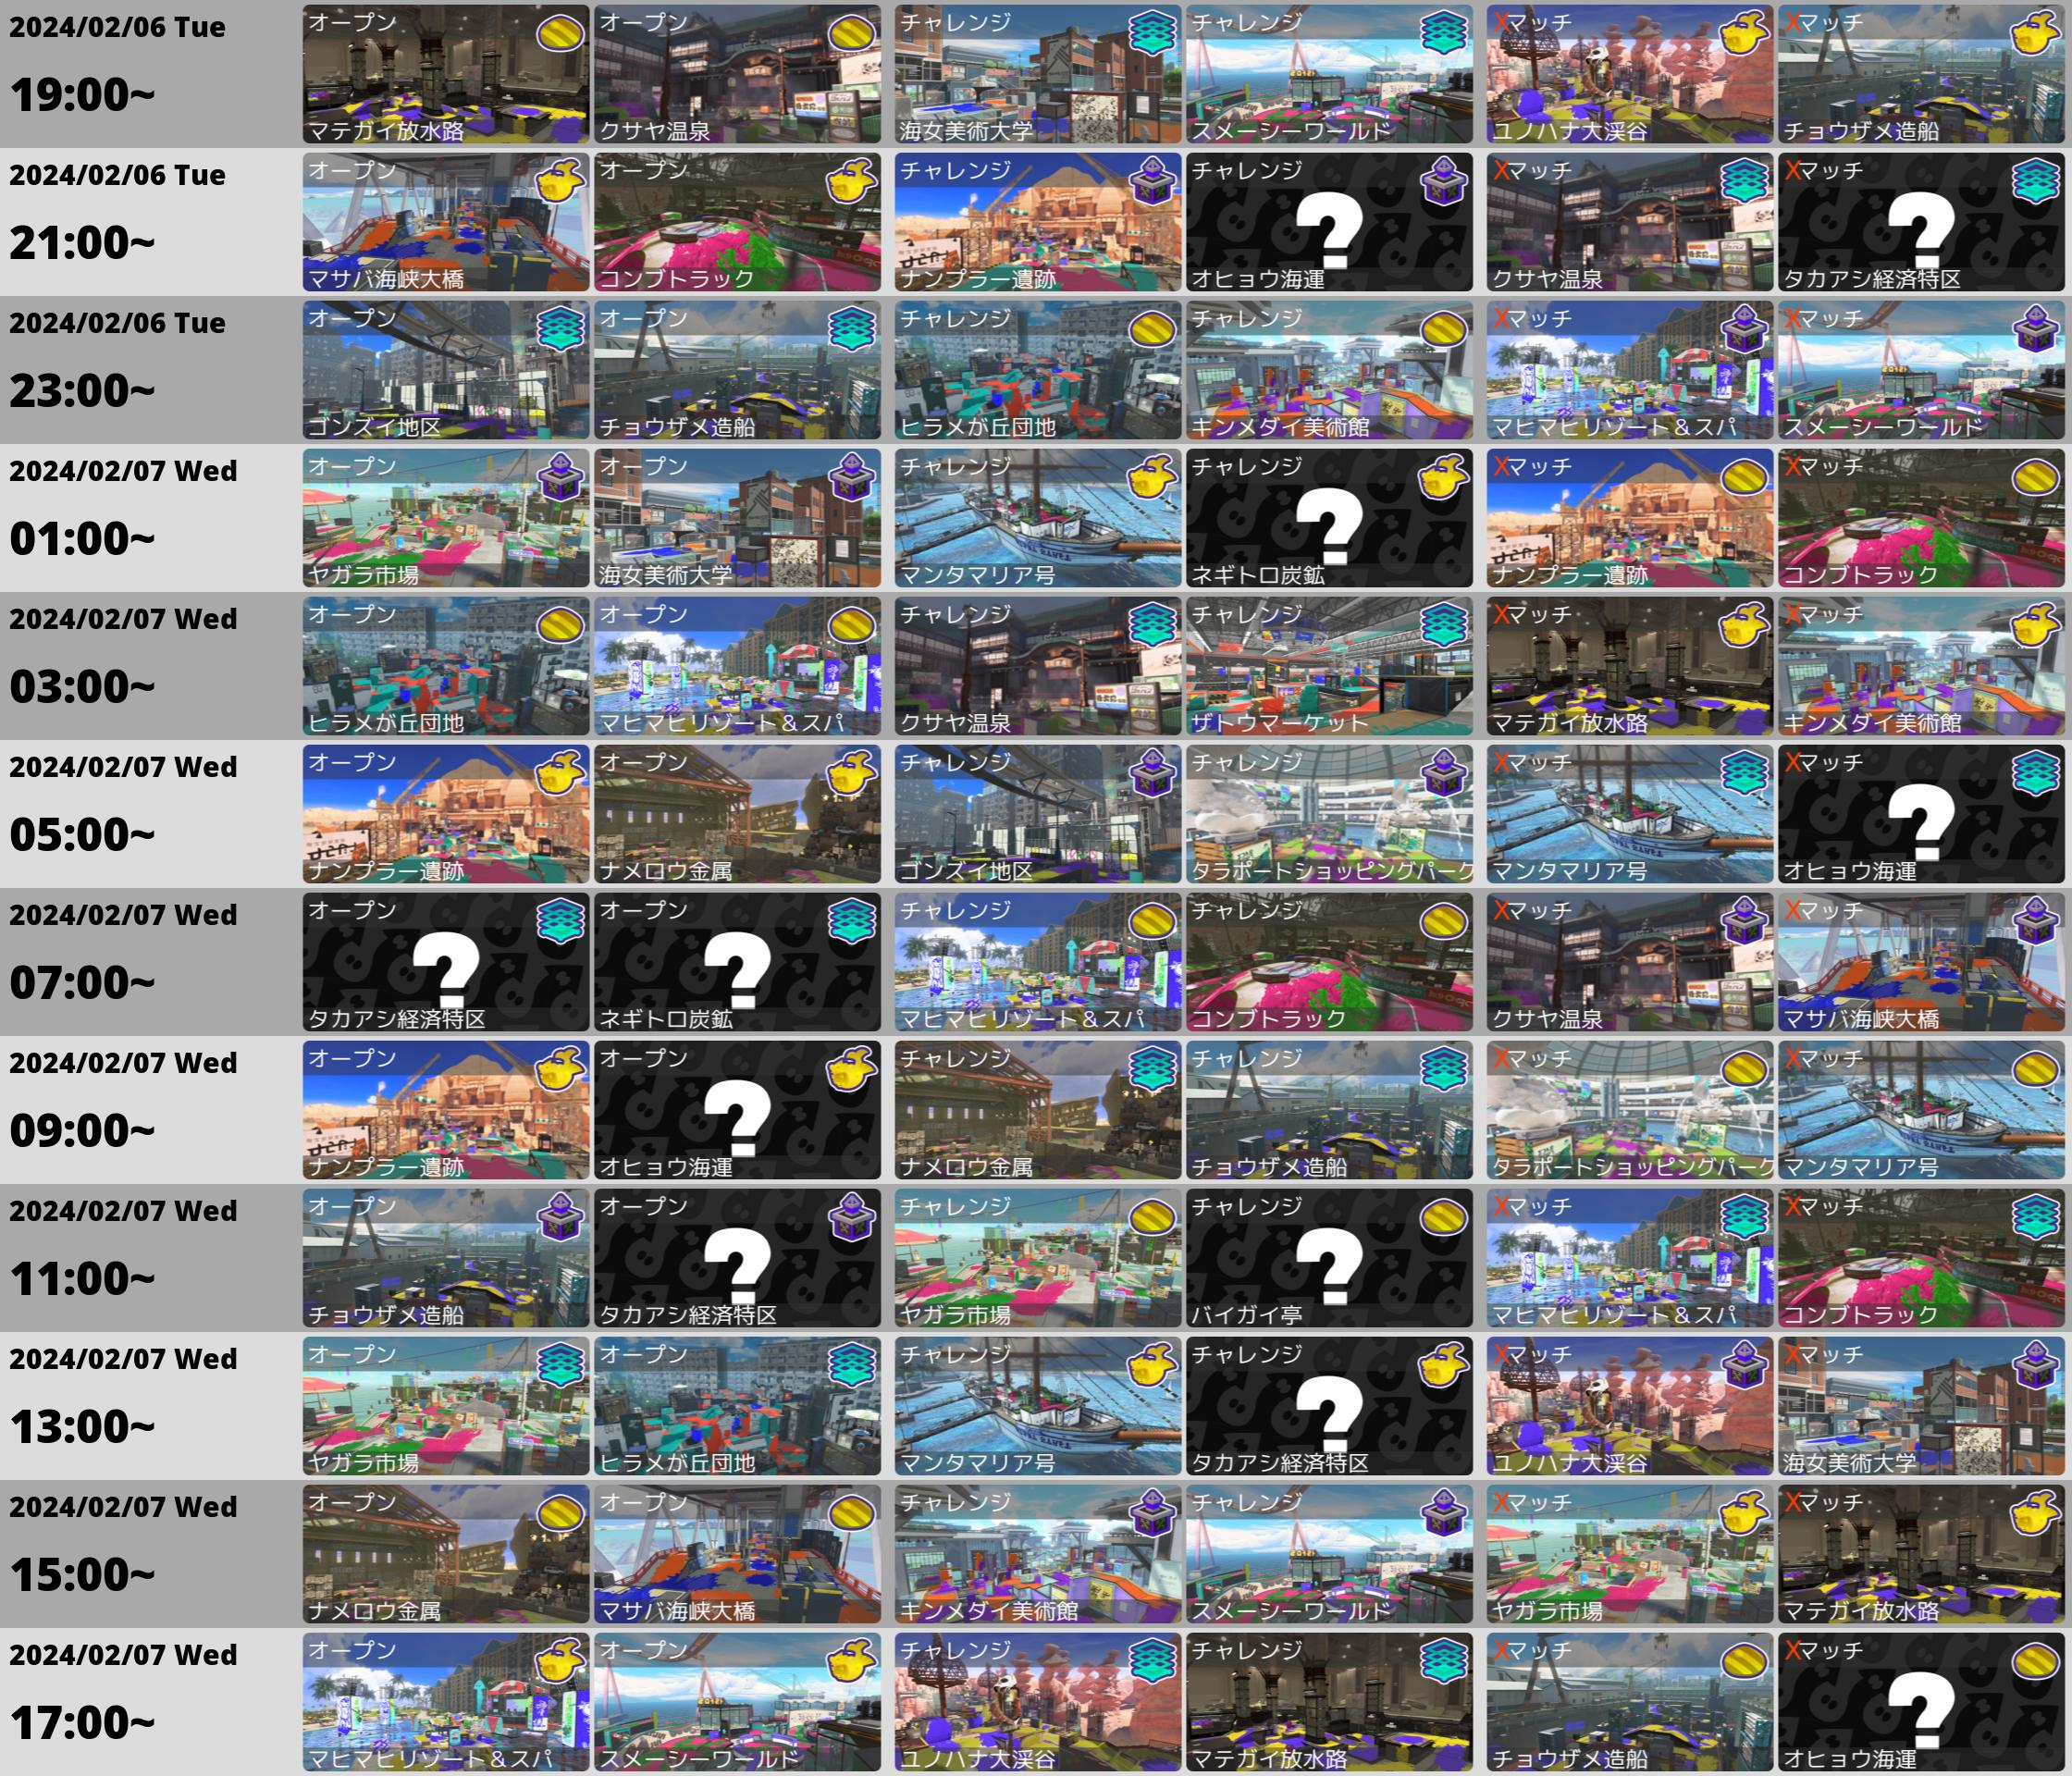 2024/02/06 Tue
19:00~
オープン オープン チャレンジ チャレンジ Xマッチ Xマッチ
マテガイ放水路 クサヤ温泉 海女美術大学 スメーシーワールド ユノハナ大渓谷 チョウザメ造船
2024/02/06 Tue
21:00~
オープン オープン チャレンジ チャレンジ Xマッチ Xマッチ
マサバ海峡大橋 コンブトラック ナンプラー遺跡 オヒョウ海運 クサヤ温泉 タカアシ経済特区
2024/02/06 Tue
23:00~
オープン オープン チャレンジ チャレンジ Xマッチ Xマッチ
ゴンズイ地区 チョウザメ造船 ヒラメが丘団地 キンメダイ美術館 マヒマヒリゾート&スパ スメーシーワールド
2024/02/07 Wed
01:00~
オープン オープン チャレンジ チャレンジ Xマッチ Xマッチ
ヤガラ市場 海女美術大学 マンタマリア号 ネギトロ炭鉱 ナンプラー遺跡 コンブトラック
2024/02/07 Wed
03:00~
オープン オープン チャレンジ チャレンジ Xマッチ Xマッチ
ヒラメが丘団地 マヒマヒリゾート&スパ クサヤ温泉 ザトウマーケット マテガイ放水路 キンメダイ美術館
2024/02/07 Wed
05:00~
オープン オープン チャレンジ チャレンジ Xマッチ Xマッチ
ナンプラー遺跡 ナメロウ金属 ゴンズイ地区 タラポートショッピングパーク マンタマリア号 オヒョウ海運
2024/02/07 Wed
07:00~
オープン オープン チャレンジ チャレンジ Xマッチ Xマッチ
タカアシ経済特区 ネギトロ炭鉱 マヒマヒリゾート&スパ コンブトラック クサヤ温泉 マサバ海峡大橋
2024/02/07 Wed
09:00~
オープン オープン チャレンジ チャレンジ Xマッチ Xマッチ
ナンプラー遺跡 オヒョウ海運 ナメロウ金属 チョウザメ造船 タラポートショッピングパーク マンタマリア号
2024/02/07 Wed
11:00~
オープン オープン チャレンジ チャレンジ Xマッチ Xマッチ
チョウザメ造船 タカアシ経済特区 ヤガラ市場 バイガイ亭 マヒマヒリゾート&スパ コンブトラック
2024/02/07 Wed
13:00~
オープン オープン チャレンジ チャレンジ Xマッチ Xマッチ
ヤガラ市場 ヒラメが丘団地 マンタマリア号 タカアシ経済特区 ユノハナ大渓谷 海女美術大学
2024/02/07 Wed
15:00~
オープン オープン チャレンジ チャレンジ Xマッチ Xマッチ
ナメロウ金属 マサバ海峡大橋 キンメダイ美術館 スメーシーワールド ヤガラ市場 マテガイ放水路
2024/02/07 Wed
17:00~
オープン オープン チャレンジ チャレンジ Xマッチ Xマッチ
マヒマヒリゾート&スパ スメーシーワールド ユノハナ大渓谷 マテガイ放水路 チョウザメ造船 オヒョウ海運